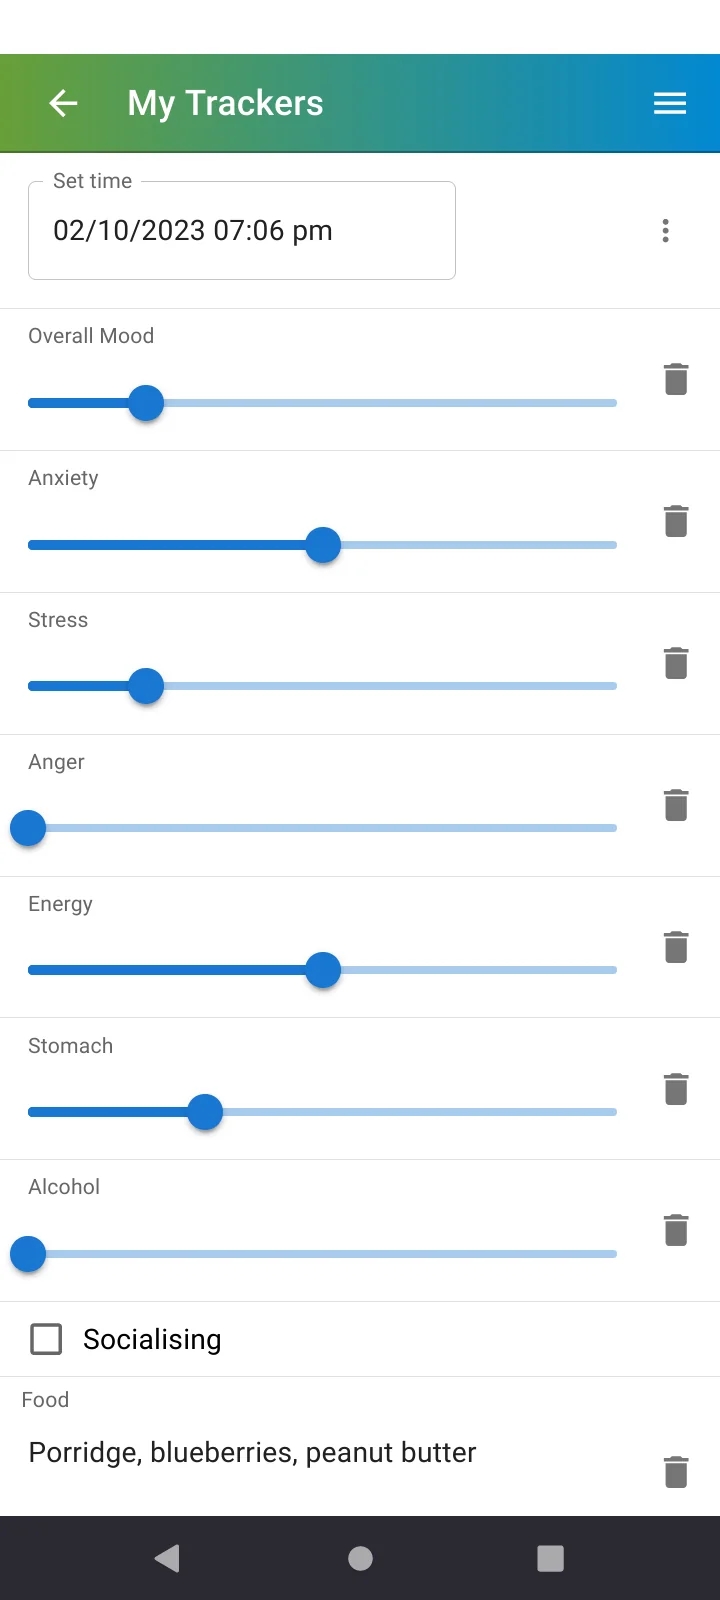 My Trackers
Set time
02/10/2023 07:06 pm
Overall Mood
Anxiety
Stress
Anger
Energy
Stomach
Alcohol
Socialising
Food
Porridge, blueberries, peanut butter